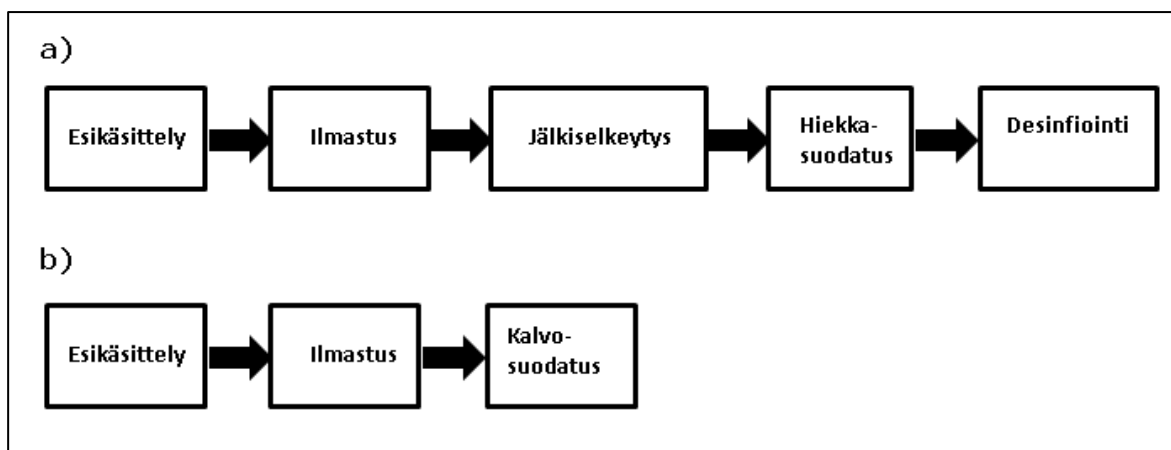 a)
Esikäsittely
Ilmastus
Jälkiselkeytys
Hiekka-
suodatus
Desinfiointi
b)
Esikäsittely
Ilmastus
Kalvo-
suodatus